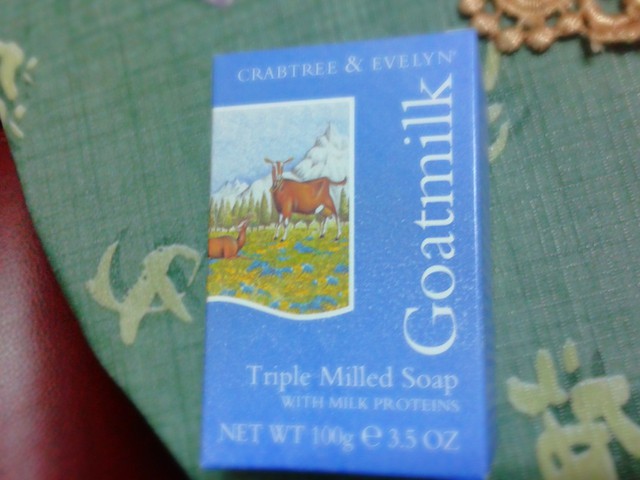 CRABTREE & EVELYN®
Goatmilk
Triple Milled Soap
WITH MILK PROTEINS
NET WT 100g ℮ 3.5 OZ